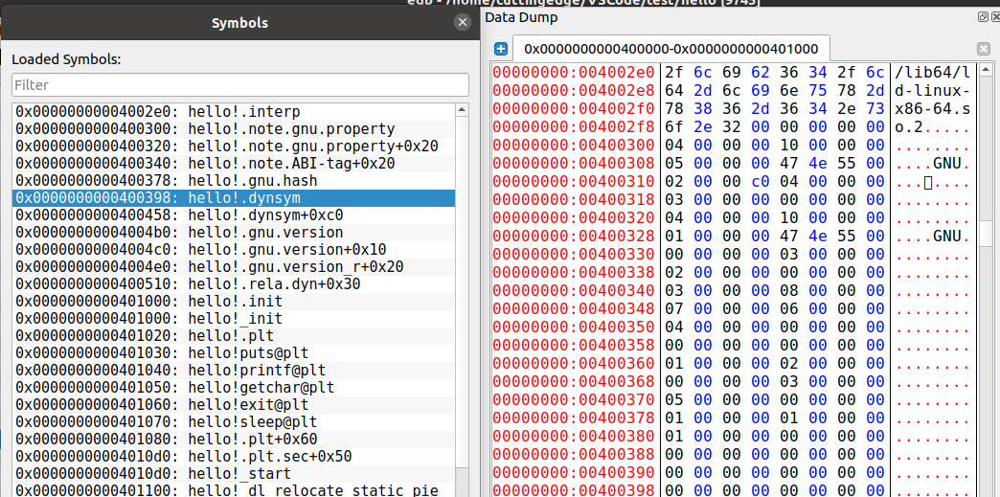 edb - /home/cuttingedge/VSCode/test/hello [9743]
Symbols
Loaded Symbols:
Filter
0x00000000004002e0: hello!.interp
0x0000000000400300: hello!.note.gnu.property
0x0000000000400320: hello!.note.gnu.property+0x20
0x0000000000400340: hello!.note.ABI-tag+0x20
0x0000000000400378: hello!.gnu.hash
0x0000000000400398: hello!.dynsym
0x0000000000400458: hello!.dynsym+0xc0
0x00000000004004b0: hello!.gnu.version
0x00000000004004c0: hello!.gnu.version+0x10
0x00000000004004e0: hello!.gnu.version_r+0x20
0x0000000000400510: hello!.rela.dyn+0x30
0x0000000000401000: hello!.init
0x0000000000401000: hello!_init
0x0000000000401020: hello!.plt
0x0000000000401030: hello!puts@plt
0x0000000000401040: hello!printf@plt
0x0000000000401050: hello!getchar@plt
0x0000000000401060: hello!exit@plt
0x0000000000401070: hello!sleep@plt
0x0000000000401080: hello!.plt+0x60
0x00000000004010d0: hello!.plt.sec+0x50
0x00000000004010d0: hello!_start
0x0000000000401100: hello!_dl_relocate_static_pie
Data Dump
0x0000000000400000-0x0000000000401000
00000000:004002e0 2f 6c 69 62 36 34 2f 6c /lib64/l
00000000:004002e8 64 2d 6c 69 6e 75 78 2d d-linux-
00000000:004002f0 78 38 36 2d 36 34 2e 73 x86-64.s
00000000:004002f8 6f 2e 32 00 00 00 00 00 o.2.....
00000000:00400300 04 00 00 00 10 00 00 00 ........
00000000:00400308 05 00 00 00 47 4e 55 00 ....GNU.
00000000:00400310 02 00 00 c0 04 00 00 00 ...▯....
00000000:00400318 03 00 00 00 00 00 00 00 ........
00000000:00400320 04 00 00 00 10 00 00 00 ........
00000000:00400328 01 00 00 00 47 4e 55 00 ....GNU.
00000000:00400330 00 00 00 00 03 00 00 00 ........
00000000:00400338 02 00 00 00 00 00 00 00 ........
00000000:00400340 03 00 00 00 08 00 00 00 ........
00000000:00400348 07 00 00 00 06 00 00 00 ........
00000000:00400350 04 00 00 00 00 00 00 00 ........
00000000:00400358 00 00 00 00 00 00 00 00 ........
00000000:00400360 01 00 00 00 02 00 00 00 ........
00000000:00400368 00 00 00 00 03 00 00 00 ........
00000000:00400370 05 00 00 00 00 00 00 00 ........
00000000:00400378 01 00 00 00 01 00 00 00 ........
00000000:00400380 01 00 00 00 00 00 00 00 ........
00000000:00400388 00 00 00 00 00 00 00 00 ........
00000000:00400390 00 00 00 00 00 00 00 00 ........
00000000:00400398 00 00 00 00 00 00 00 00 ........